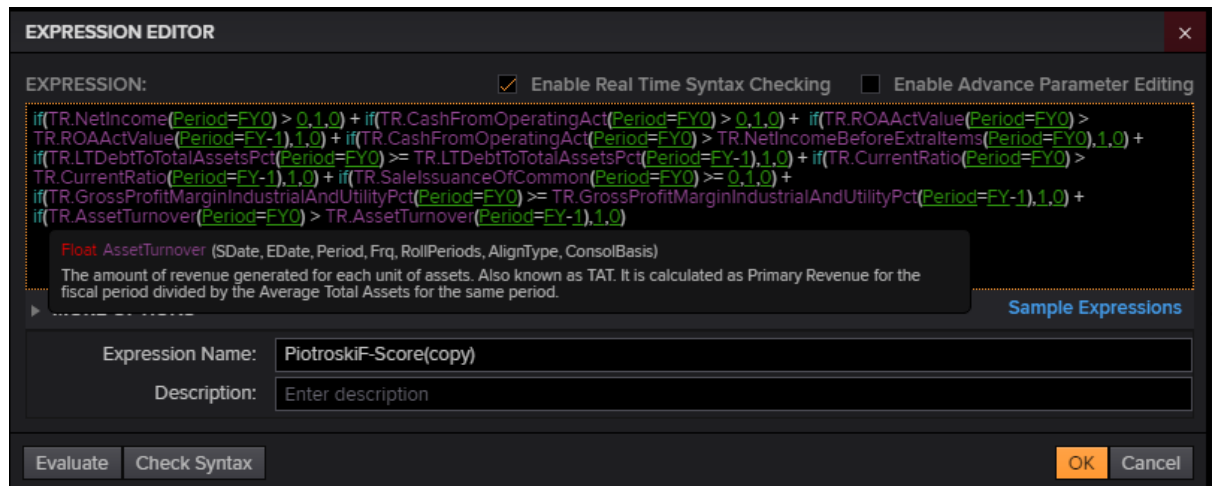 EXPRESSION EDITOR ×
EXPRESSION: Enable Real Time Syntax Checking Enable Advance Parameter Editing
if(TR.NetIncome(Period=FY0) > 0,1,0) + if(TR.CashFromOperatingAct(Period=FY0) > 0,1,0) + if(TR.ROAActValue(Period=FY0) >
TR.ROAActValue(Period=FY-1),1,0) + if(TR.CashFromOperatingAct(Period=FY0) > TR.NetIncomeBeforeExtraItems(Period=FY0),1,0) +
if(TR.LTDebtToTotalAssetsPct(Period=FY0) >= TR.LTDebtToTotalAssetsPct(Period=FY-1),1,0) + if(TR.CurrentRatio(Period=FY0) >
TR.CurrentRatio(Period=FY-1),1,0) + if(TR.SaleIssuanceOfCommon(Period=FY0) >= 0,1,0) +
if(TR.GrossProfitMarginIndustrialAndUtilityPct(Period=FY0) >= TR.GrossProfitMarginIndustrialAndUtilityPct(Period=FY-1),1,0) +
if(TR.AssetTurnover(Period=FY0) > TR.AssetTurnover(Period=FY-1),1,0)
Float AssetTurnover (SDate, EDate, Period, Frq, RollPeriods, AlignType, ConsolBasis)
The amount of revenue generated for each unit of assets. Also known as TAT. It is calculated as Primary Revenue for the
fiscal period divided by the Average Total Assets for the same period.
Sample Expressions
Expression Name: PiotroskiF-Score(copy)
Description: Enter description
Evaluate Check Syntax OK Cancel